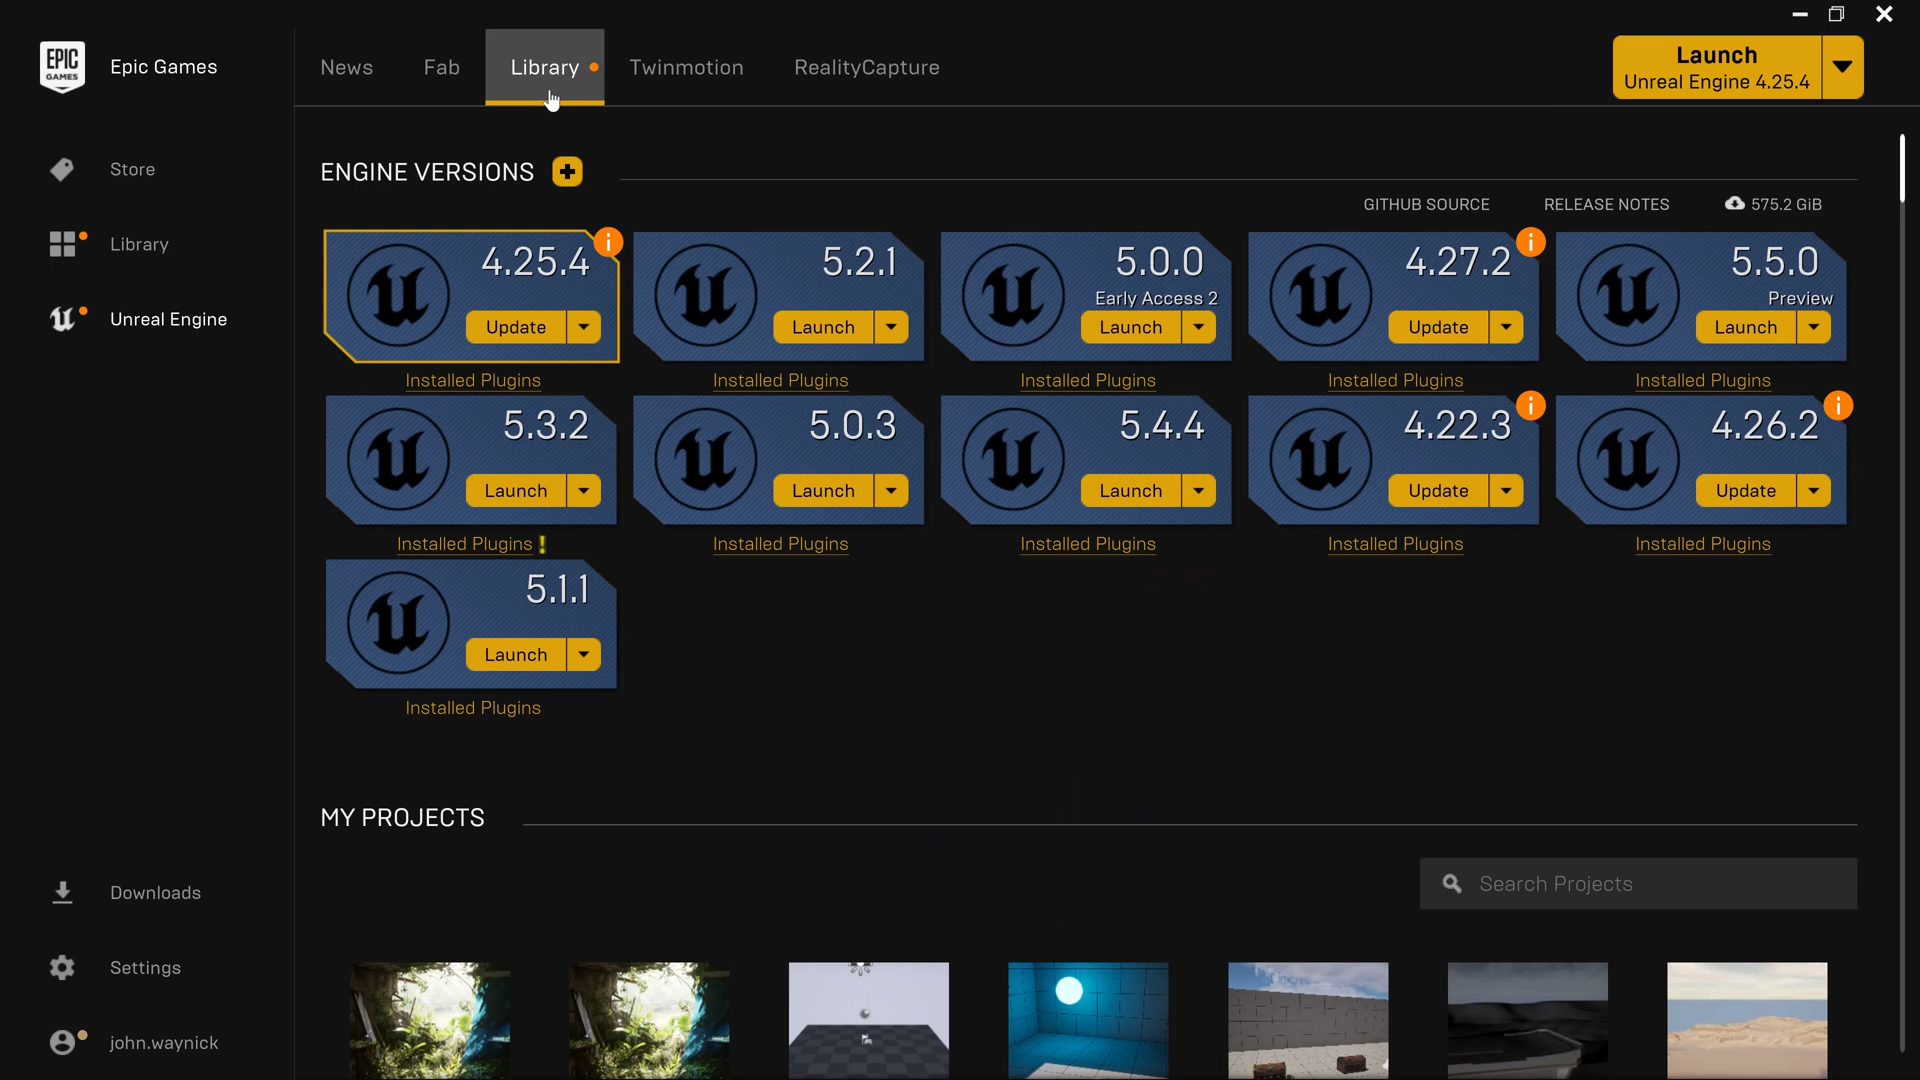 EPIC GAMES
Epic Games
News
Fab
Library
Twinmotion
RealityCapture
Launch
Unreal Engine 4.25.4
Store
Library
Unreal Engine
ENGINE VERSIONS
GITHUB SOURCE
RELEASE NOTES
575.2 GiB
4.25.4
Update
Installed Plugins
5.2.1
Launch
Installed Plugins
5.0.0
Early Access 2
Launch
Installed Plugins
4.27.2
Update
Installed Plugins
5.5.0
Preview
Launch
Installed Plugins
5.3.2
Launch
Installed Plugins !
5.0.3
Launch
Installed Plugins
5.4.4
Launch
Installed Plugins
4.22.3
Update
Installed Plugins
4.26.2
Update
Installed Plugins
5.1.1
Launch
Installed Plugins
MY PROJECTS
Search Projects
Downloads
Settings
john.waynick